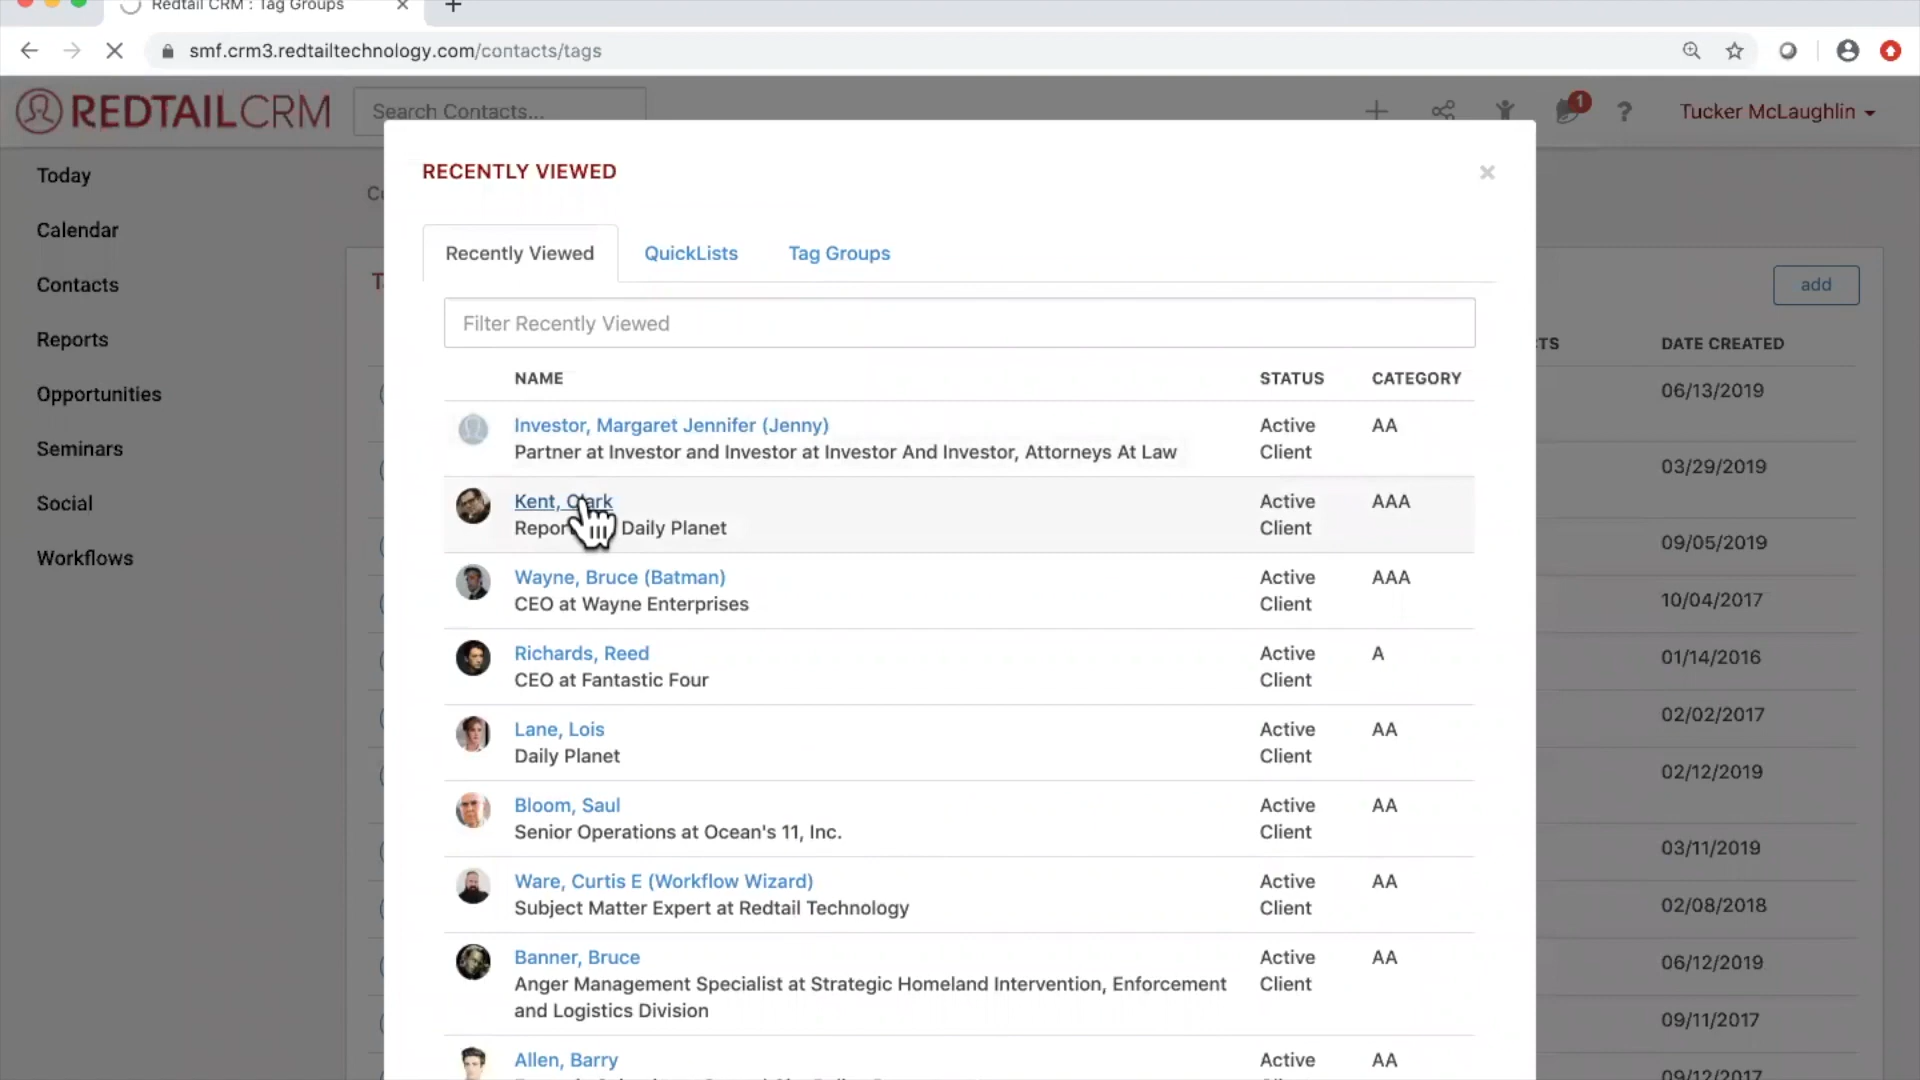 Redtail CRM : Tag Groups
smf.crm3.redtailtechnology.com/contacts/tags
REDTAILCRM
Search Contacts...
1
?
Tucker McLaughlin
Today
Calendar
Contacts
Reports
Opportunities
Seminars
Social
Workflows
RECENTLY VIEWED
Recently Viewed
QuickLists
Tag Groups
Filter Recently Viewed
NAME STATUS CATEGORY
Investor, Margaret Jennifer (Jenny) Active AA
Partner at Investor and Investor at Investor And Investor, Attorneys At Law Client
Kent, Clark Active AAA
Daily Planet Client
Wayne, Bruce (Batman) Active AAA
CEO at Wayne Enterprises Client
Richards, Reed Active A
CEO at Fantastic Four Client
Lane, Lois Active AA
Daily Planet Client
Bloom, Saul Active AA
Senior Operations at Ocean's 11, Inc. Client
Ware, Curtis E (Workflow Wizard) Active AA
Subject Matter Expert at Redtail Technology Client
Banner, Bruce Active AA
Anger Management Specialist at Strategic Homeland Intervention, Enforcement Client
and Logistics Division
Allen, Barry Active AA
add
TS DATE CREATED
06/13/2019
03/29/2019
09/05/2019
10/04/2017
01/14/2016
02/02/2017
02/12/2019
03/11/2019
02/08/2018
06/12/2019
09/11/2017
09/12/2017